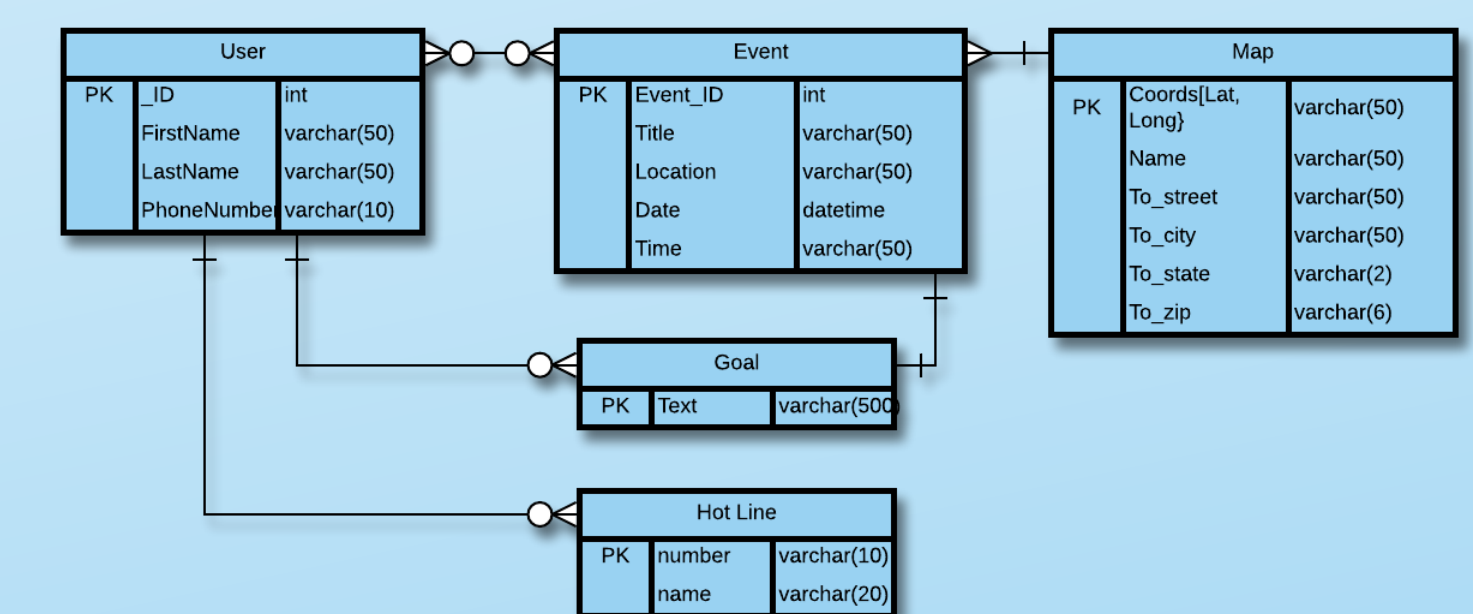 User
PK _ID int
FirstName varchar(50)
LastName varchar(50)
PhoneNumber varchar(10)
Event
PK Event_ID int
Title varchar(50)
Location varchar(50)
Date datetime
Time varchar(50)
Map
PK Coords[Lat, Long} varchar(50)
Name varchar(50)
To_street varchar(50)
To_city varchar(50)
To_state varchar(2)
To_zip varchar(6)
Goal
PK Text varchar(500)
Hot Line
PK number varchar(10)
name varchar(20)